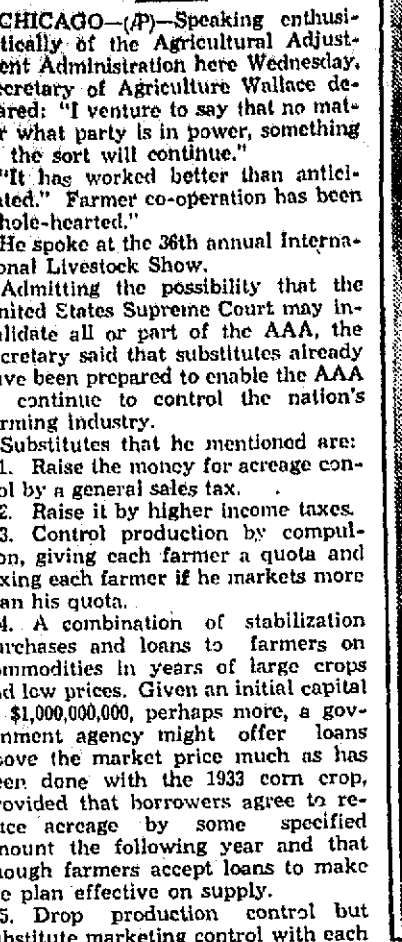 CHICAGO—(AP)—Speaking enthusi-
tically of the Agricultural Adjust-
ent Administration here Wednesday,
ecretary of Agriculture Wallace de-
ared: "I venture to say that no mat-
r what party is in power, something
the sort will continue."
"It has worked better than antici-
ated." Farmer co-operation has been
hole-hearted."
He spoke at the 36th annual Interna-
onal Livestock Show.
Admitting the possibility that the
nited States Supreme Court may in-
alidate all or part of the AAA, the
cretary said that substitutes already
ve been prepared to enable the AAA
continue to control the nation's
rming industry.
Substitutes that he mentioned are:
1. Raise the money for acreage con-
ol by a general sales tax.
2. Raise it by higher income taxes.
3. Control production by compul-
on, giving each farmer a quota and
xing each farmer if he markets more
an his quota.
4. A combination of stabilization
urchases and loans to farmers on
ommodities in years of large crops
nd low prices. Given an initial capital
$1,000,000,000, perhaps more, a gov-
nment agency might offer loans
ove the market price much as has
een done with the 1933 corn crop,
rovided that borrowers agree to re-
uce acreage by some specified
mount the following year and that
nough farmers accept loans to make
e plan effective on supply.
5. Drop production control but
ubstitute marketing control with each